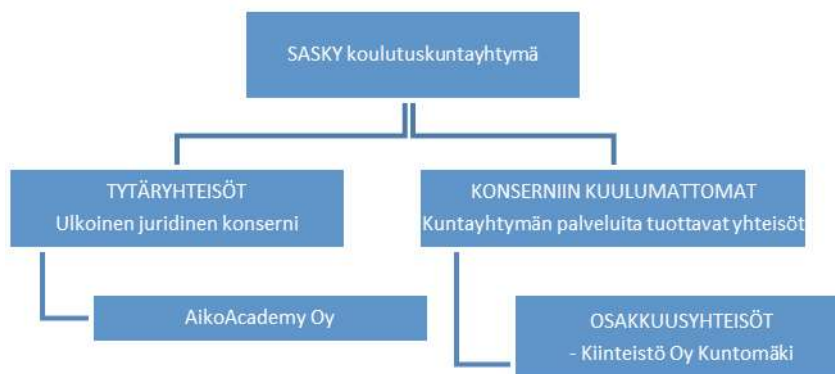 SASKY koulutuskuntayhtymä
TYTÄRYHTEISÖT
Ulkoinen juridinen konserni
KONSERNIIN KUULUMATTOMAT
Kuntayhtymän palveluita tuottavat yhteisöt
AikoAcademy Oy
OSAKKUUSYHTEISÖT
- Kiinteistö Oy Kuntomäki